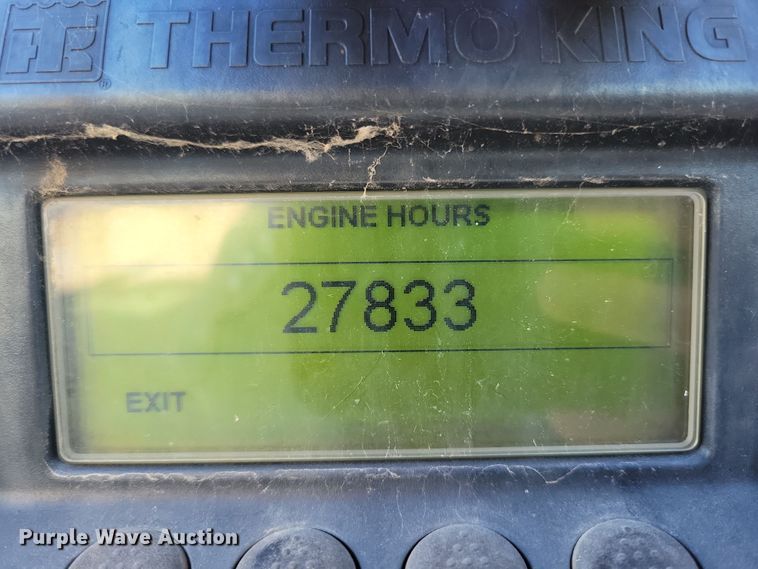 THERMO KING
ENGINE HOURS
27833
EXIT
Purple Wave Auction